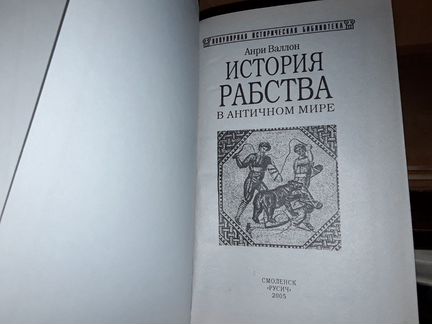 ПОПУЛЯРНАЯ ИСТОРИЧЕСКАЯ БИБЛИОТЕКА
Анри Валлон
ИСТОРИЯ
РАБСТВА
В АНТИЧНОМ МИРЕ
СМОЛЕНСК
«РУСИЧ»
2005